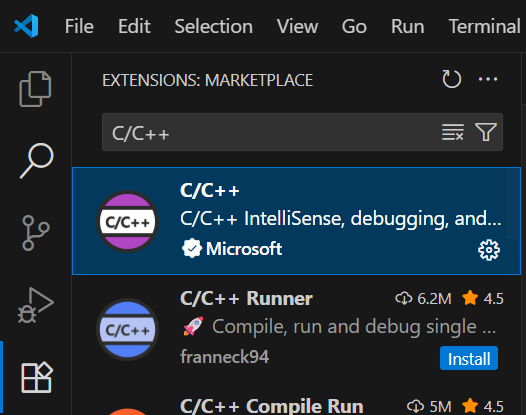 File Edit Selection View Go Run Terminal
EXTENSIONS: MARKETPLACE
C/C++
C/C++
C/C++ IntelliSense, debugging, and...
C/C++
Microsoft
C/C++ Runner 6.2M 4.5
🚀 Compile, run and debug single ...
C/C++
franneck94 Install
C/C++ Compile Run 5M 4.5